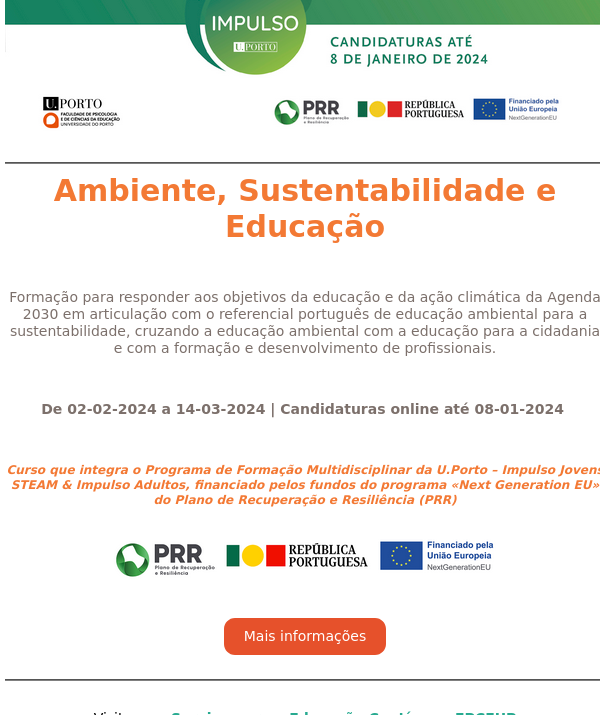 IMPULSO
U.PORTO
CANDIDATURAS ATÉ
8 DE JANEIRO DE 2024
U.PORTO
FACULDADE DE PSICOLOGIA
E DE CIÊNCIAS DA EDUCAÇÃO
UNIVERSIDADE DO PORTO
PRR
Plano de Recuperação
e Resiliência
REPÚBLICA
PORTUGUESA
Financiado pela
União Europeia
NextGenerationEU
Ambiente, Sustentabilidade e
Educação
Formação para responder aos objetivos da educação e da ação climática da Agenda
2030 em articulação com o referencial português de educação ambiental para a
sustentabilidade, cruzando a educação ambiental com a educação para a cidadania
e com a formação e desenvolvimento de profissionais.
De 02-02-2024 a 14-03-2024 | Candidaturas online até 08-01-2024
Curso que integra o Programa de Formação Multidisciplinar da U.Porto – Impulso Jovens
STEAM & Impulso Adultos, financiado pelos fundos do programa «Next Generation EU»
do Plano de Recuperação e Resiliência (PRR)
PRR
Plano de Recuperação
e Resiliência
REPÚBLICA
PORTUGUESA
Financiado pela
União Europeia
NextGenerationEU
Mais informações